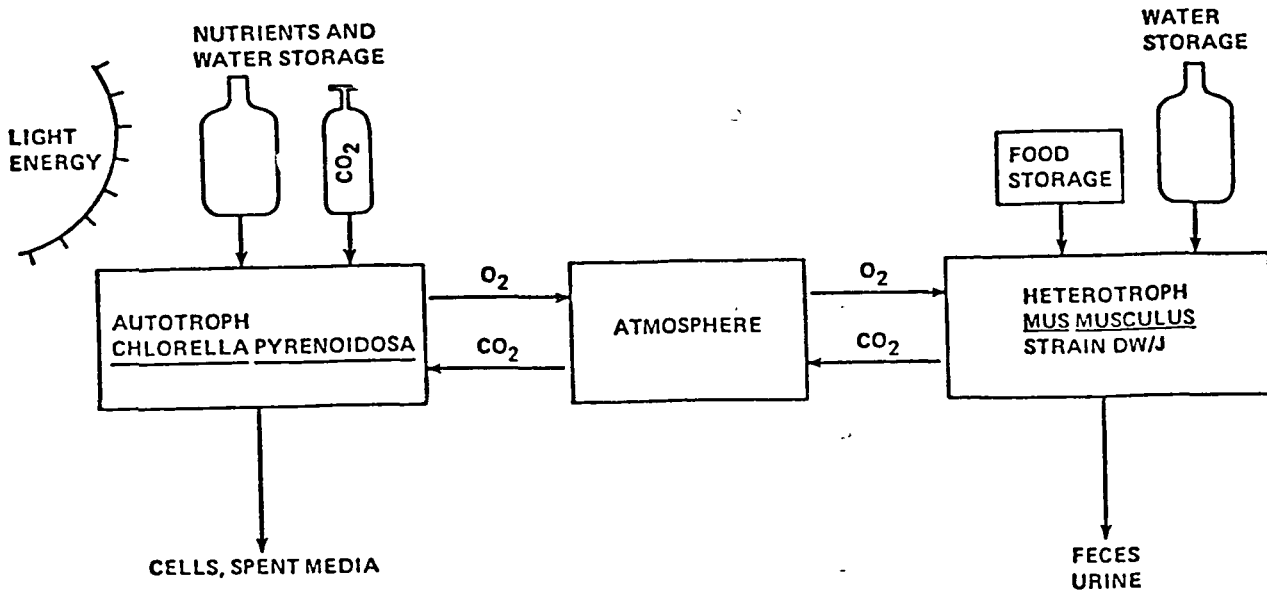 NUTRIENTS AND
WATER STORAGE
WATER
STORAGE
LIGHT
ENERGY
CO2
FOOD
STORAGE
AUTOTROPH
CHLORELLA PYRENOIDOSA
O2
CO2
ATMOSPHERE
O2
CO2
HETEROTROPH
MUS MUSCULUS
STRAIN DW/J
CELLS, SPENT MEDIA
FECES
URINE